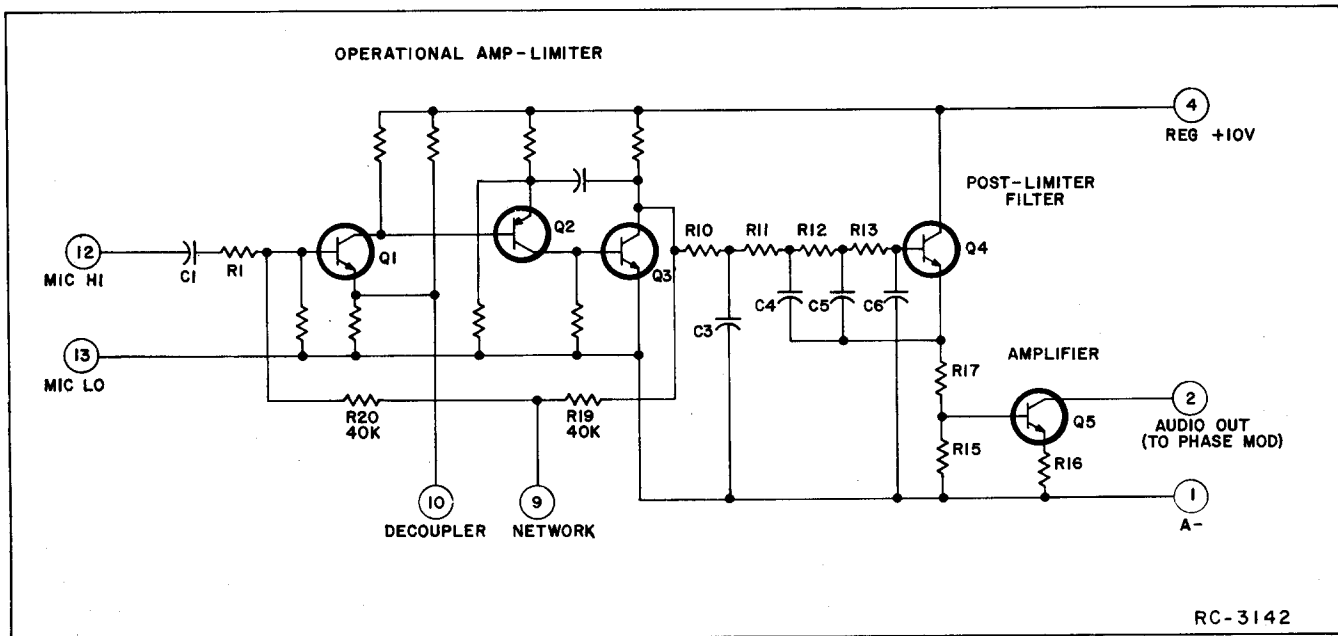 OPERATIONAL AMP-LIMITER
4
REG +10V
POST-LIMITER
FILTER
12
MIC HI
C1
R1
Q1
Q2
Q3
R10
R11
R12
R13
Q4
C3
C4
C5
C6
13
MIC LO
R20
40K
R19
40K
R17
AMPLIFIER
Q5
2
AUDIO OUT
(TO PHASE MOD)
R15
R16
10
DECOUPLER
9
NETWORK
1
A-
RC-3142